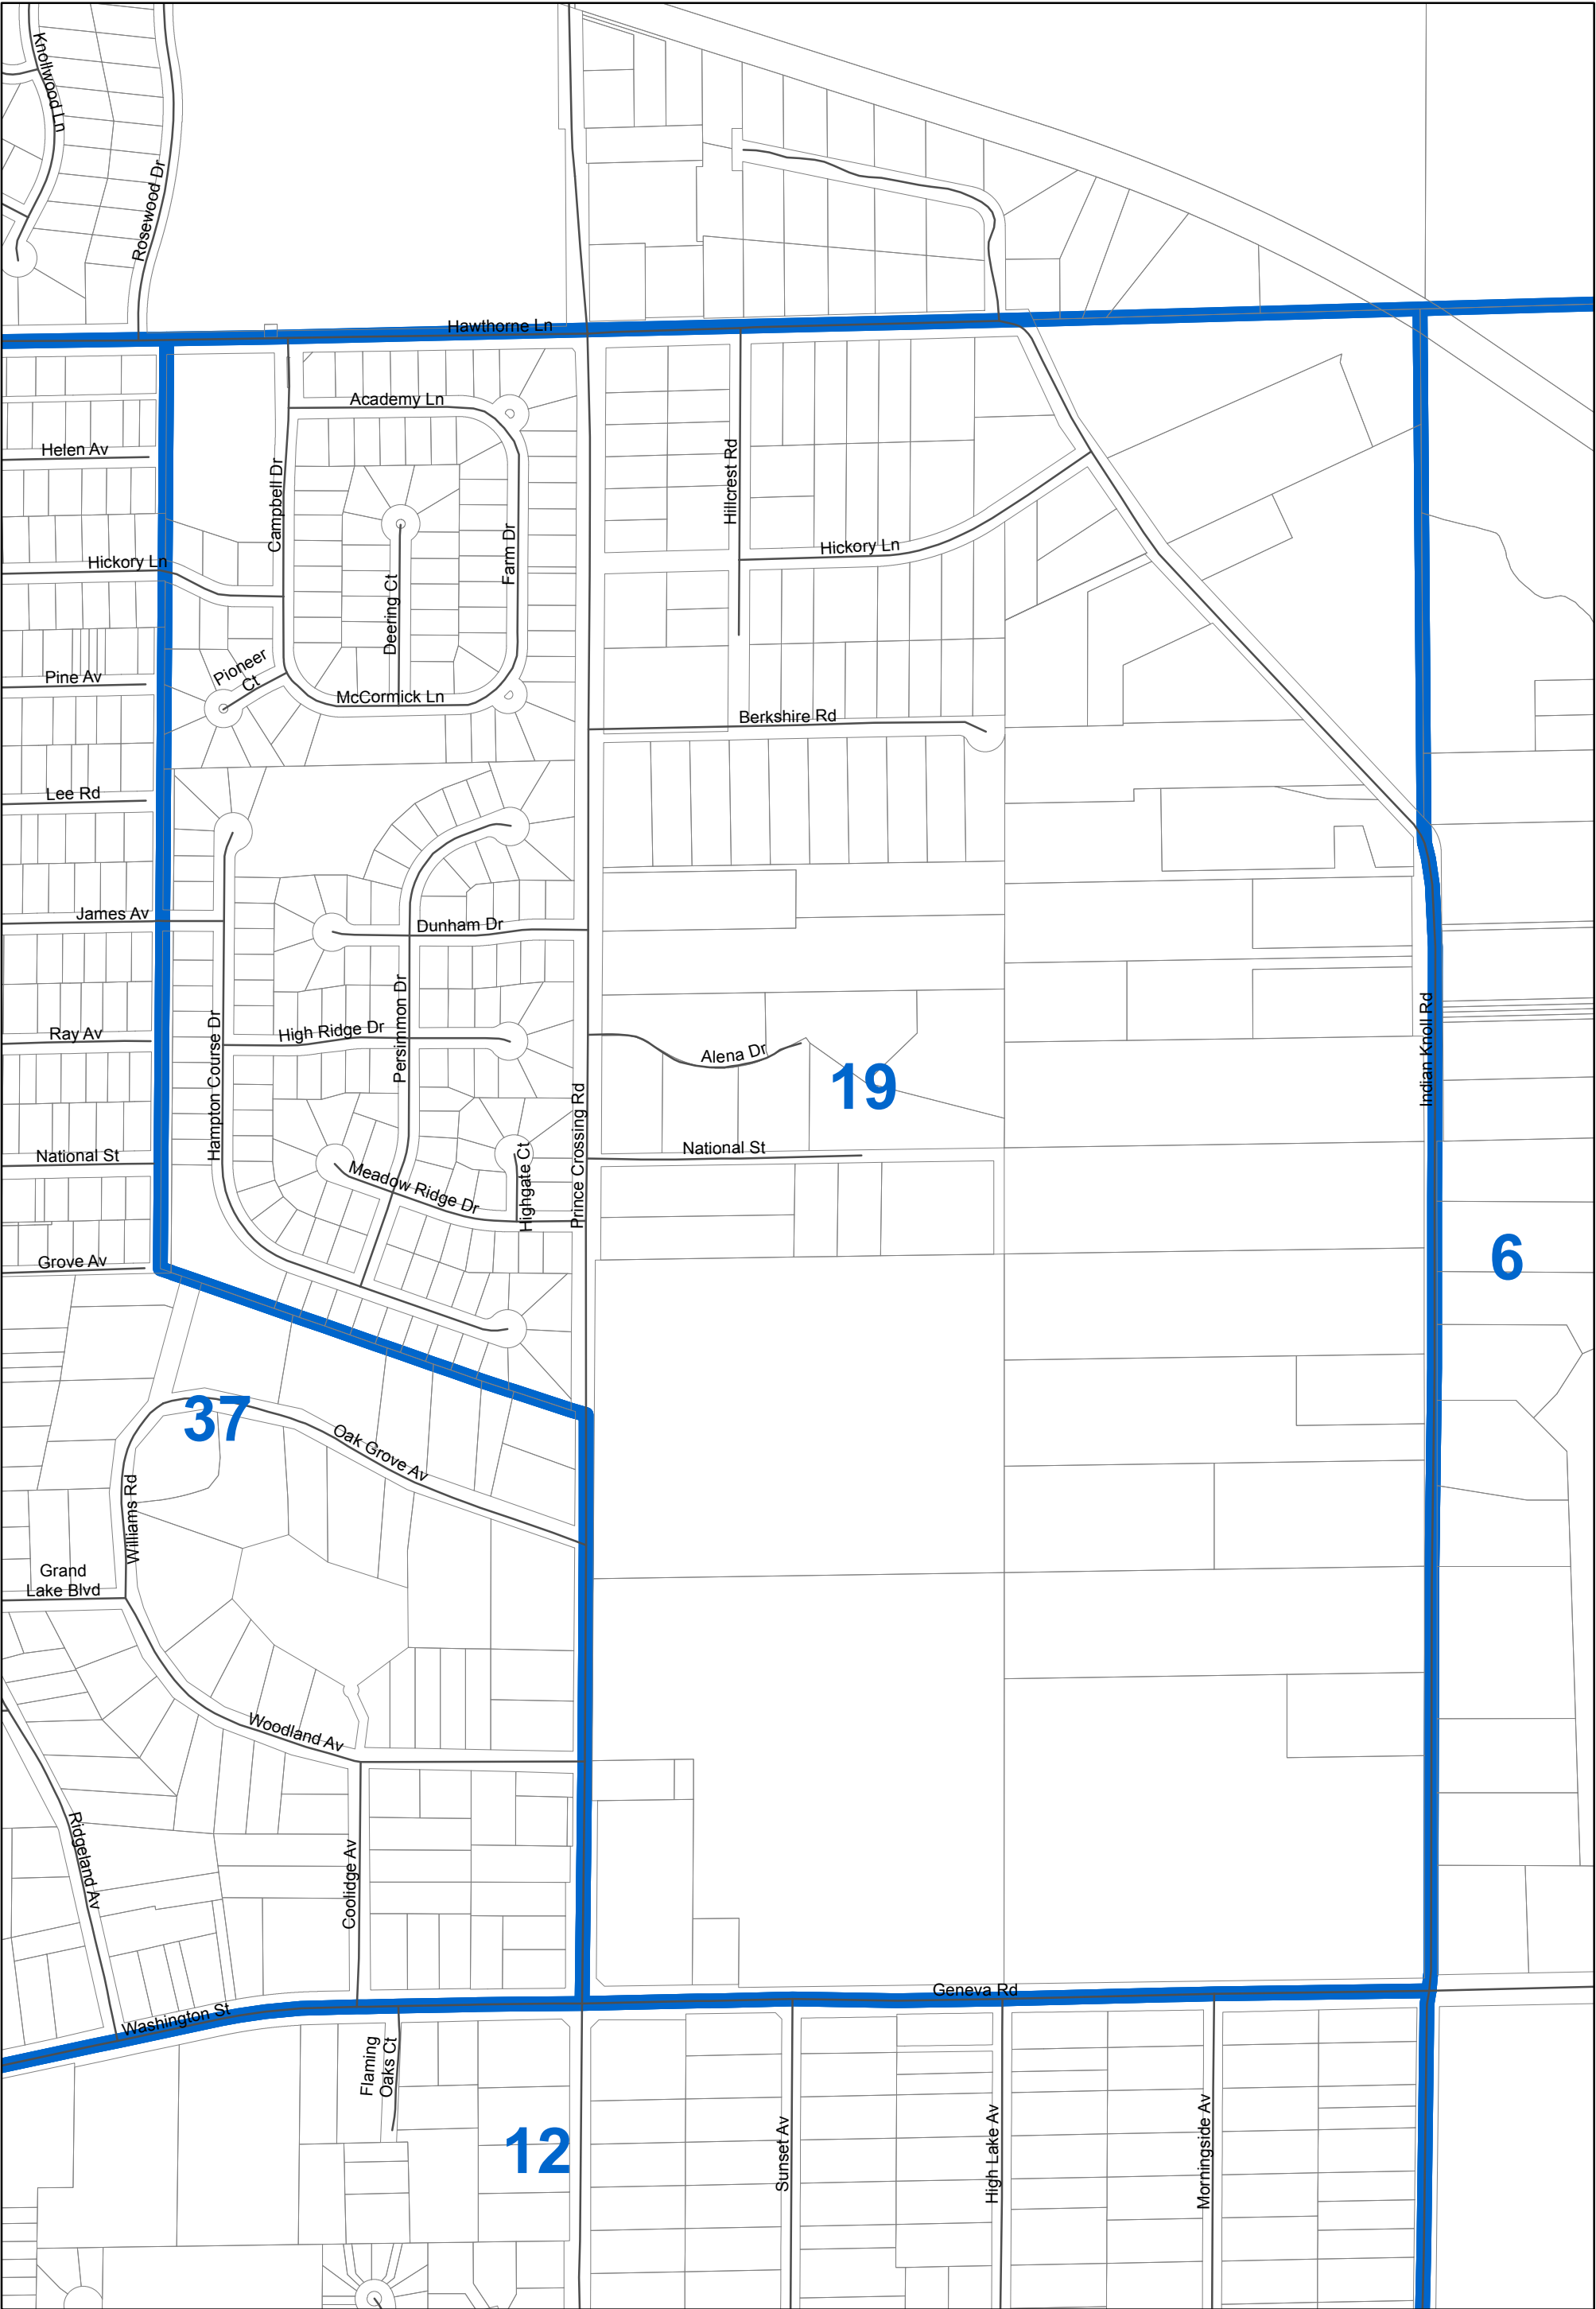 Knollwood Ln
Rosewood Dr
Hawthorne Ln
Academy Ln
Helen Av
Campbell Dr
Hillcrest Rd
Farm Dr
Hickory Ln
Hickory Ln
Deering Ct
Pioneer
Ct
Pine Av
McCormick Ln
Berkshire Rd
Lee Rd
James Av
Dunham Dr
Persimmon Dr
Hampton Course Dr
High Ridge Dr
Ray Av
Alena Dr
Indian Knoll Rd
19
Prince Crossing Rd
National St
National St
Meadow Ridge Dr
Highgate Ct
Grove Av
6
37
Oak Grove Av
Williams Rd
Grand
Lake Blvd
Woodland Av
Ridgeland Av
Coolidge Av
Geneva Rd
Washington St
Flaming
Oaks Ct
12
Sunset Av
High Lake Av
Morningside Av